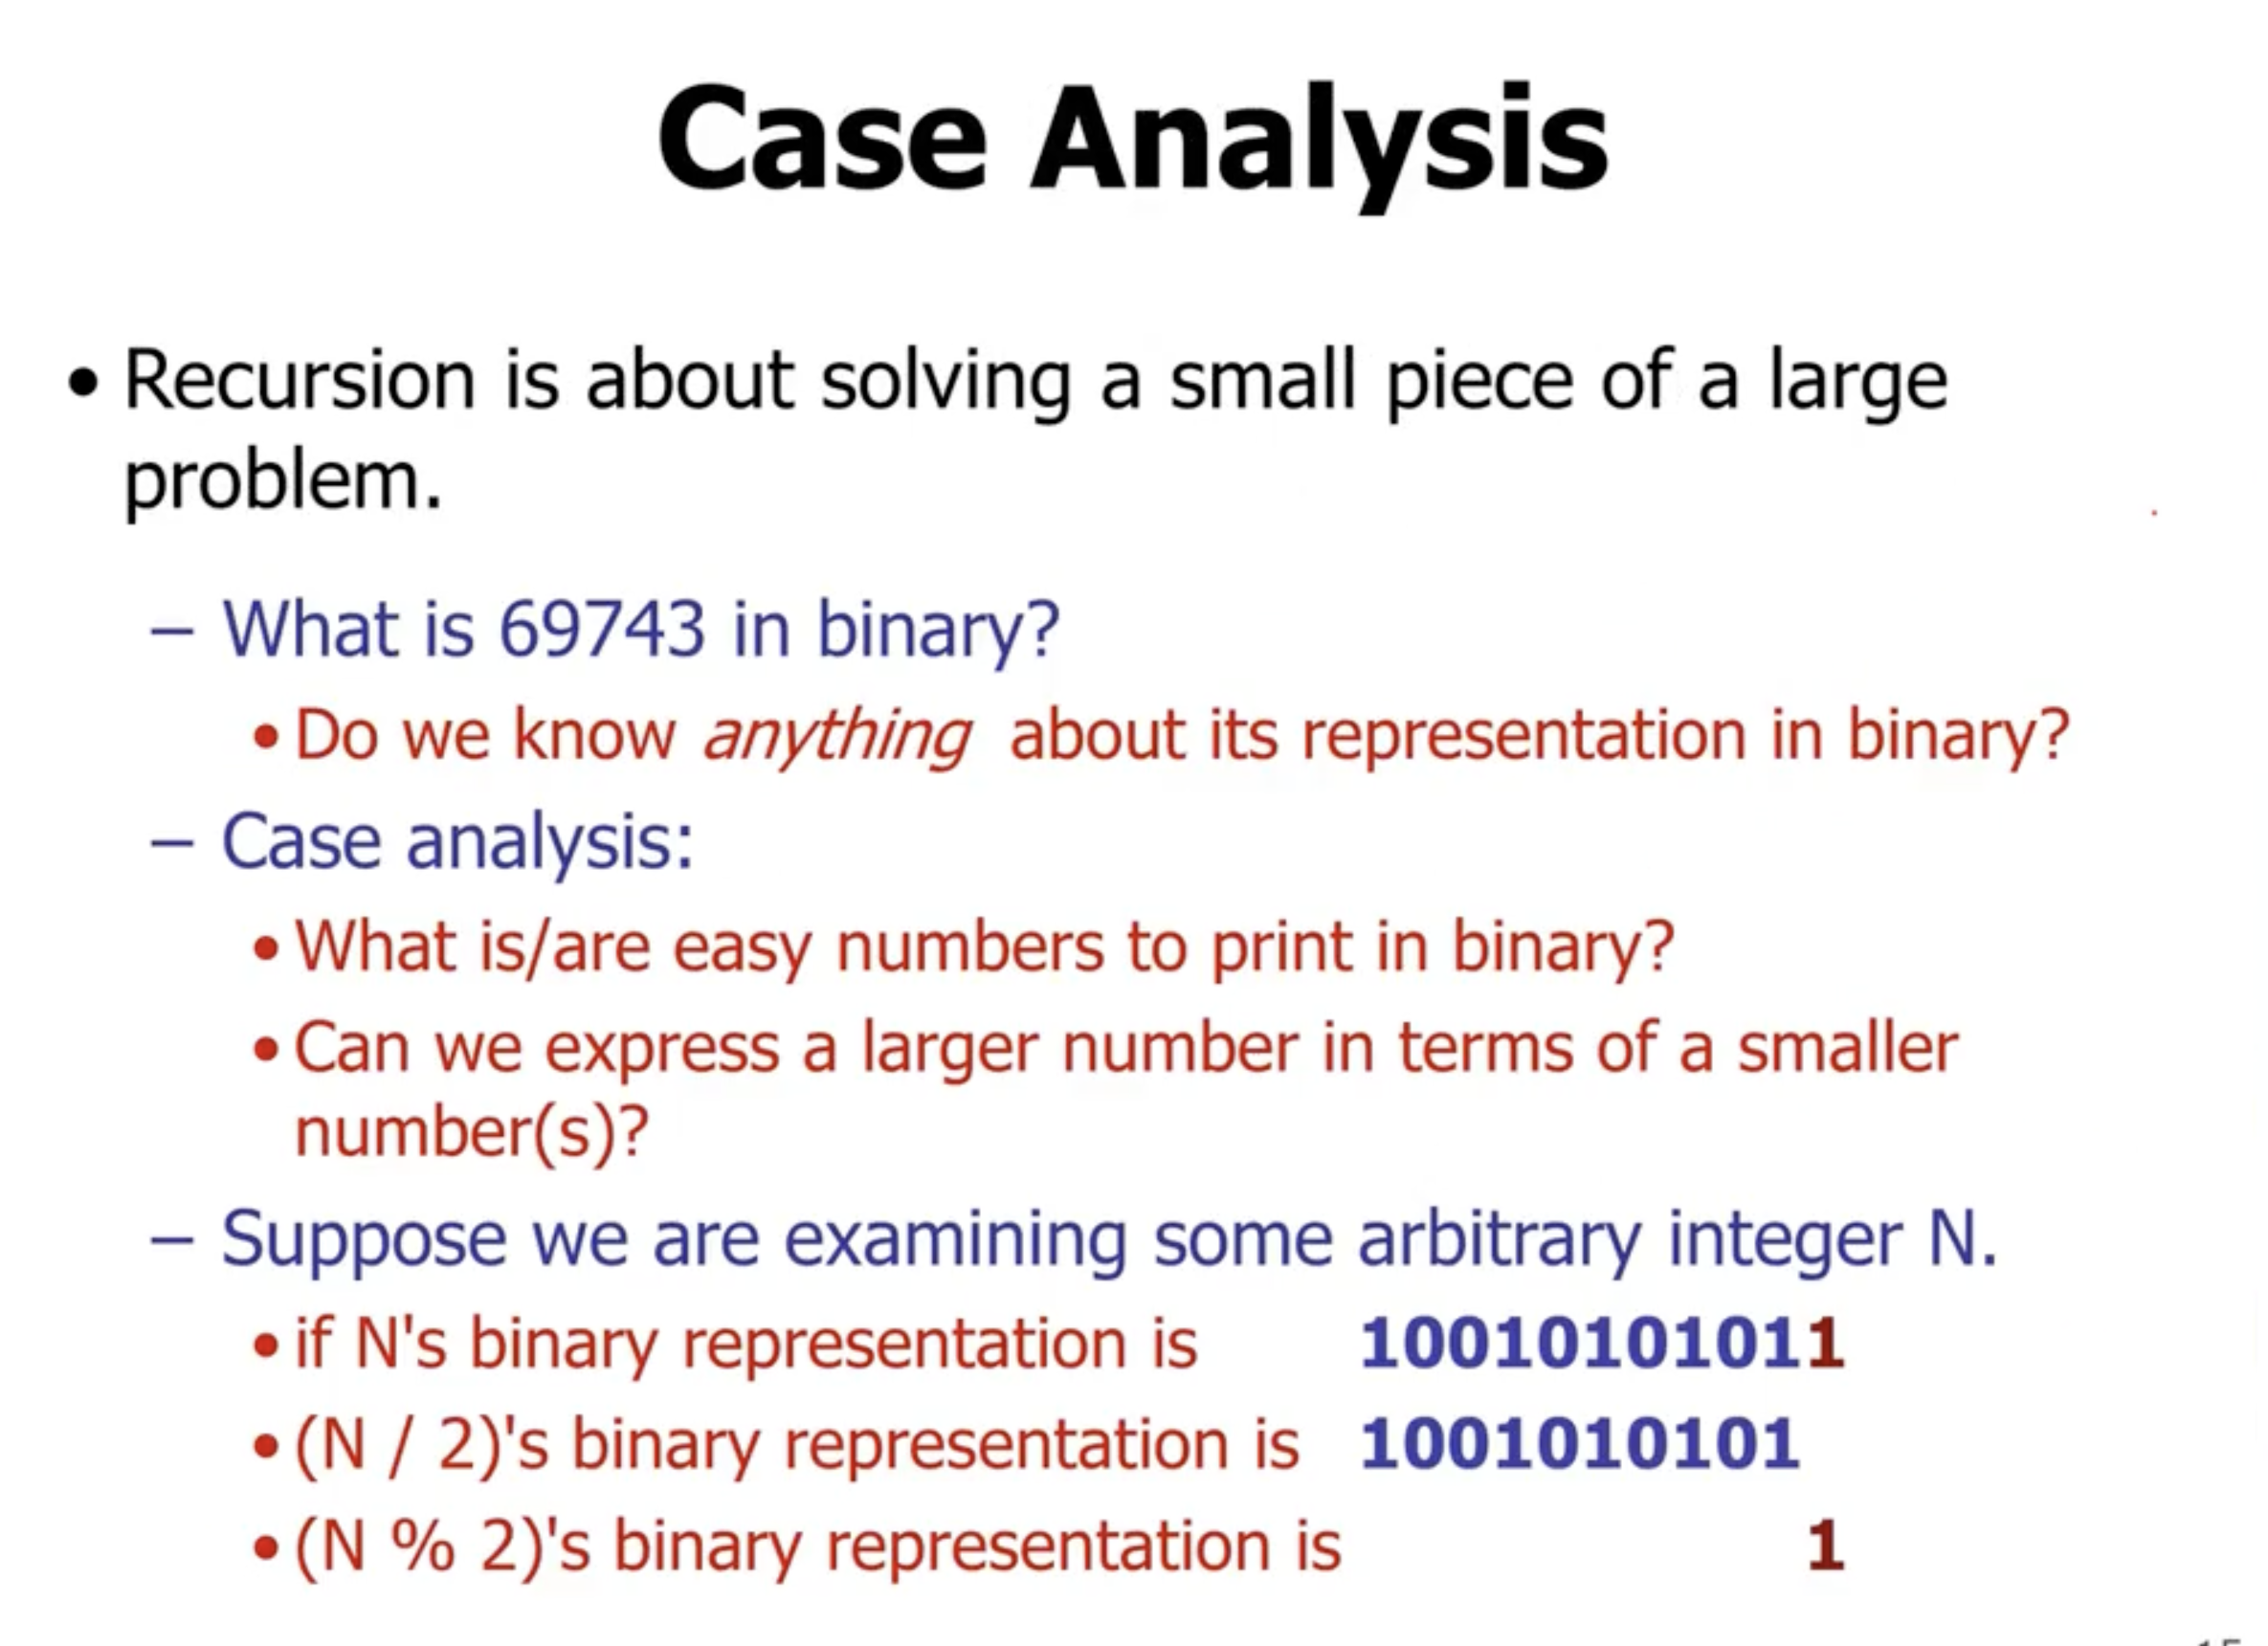 Case Analysis
• Recursion is about solving a small piece of a large
problem.
– What is 69743 in binary?
• Do we know anything about its representation in binary?
– Case analysis:
• What is/are easy numbers to print in binary?
• Can we express a larger number in terms of a smaller
number(s)?
– Suppose we are examining some arbitrary integer N.
• if N's binary representation is 10010101011
• (N / 2)'s binary representation is 1001010101
• (N % 2)'s binary representation is 1